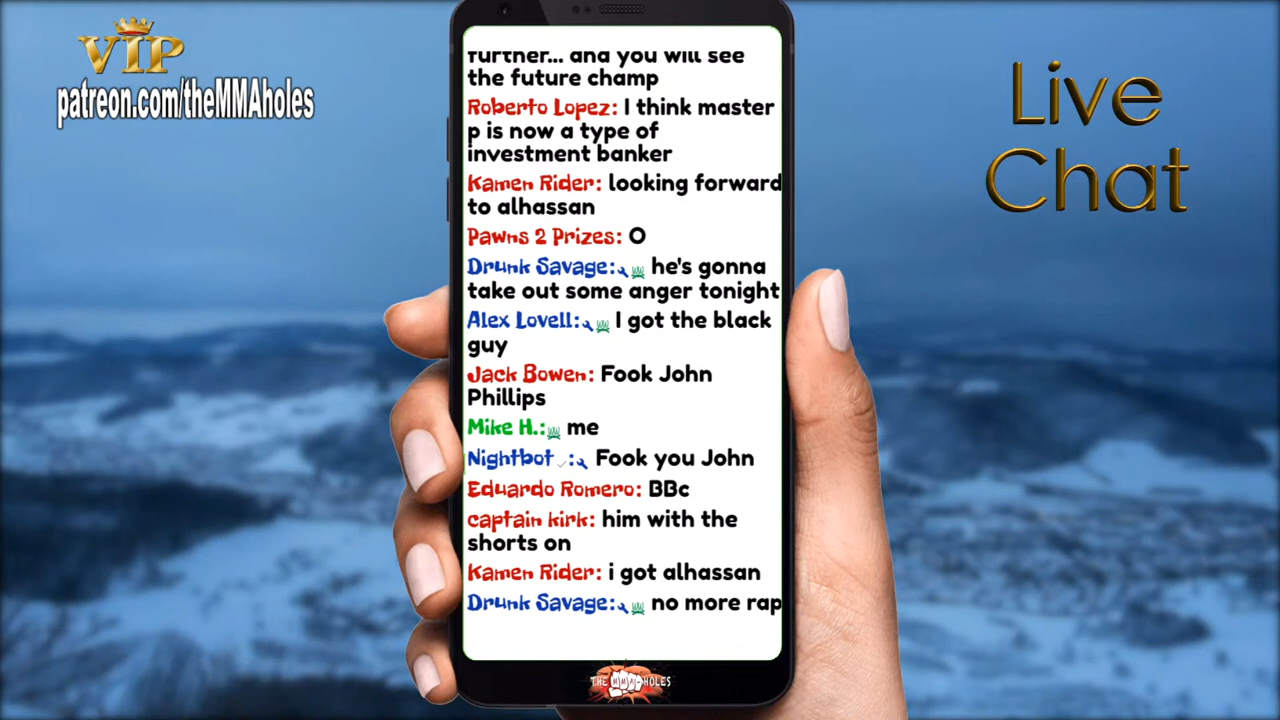 VIP
patreon.com/theMMAholes
Live
Chat
further... and you will see
the future champ
Roberto Lopez: I think master
p is now a type of
investment banker
Kamen Rider: looking forward
to alhassan
Pawns 2 Prizes: O
Drunk Savage: he's gonna
take out some anger tonight
Alex Lovell: I got the black
guy
Jack Bowen: Fook John
Phillips
Mike H.: me
Nightbot : Fook you John
Eduardo Romero: BBc
captain kirk: him with the
shorts on
Kamen Rider: i got alhassan
Drunk Savage: no more rap
THE MMA-HOLES